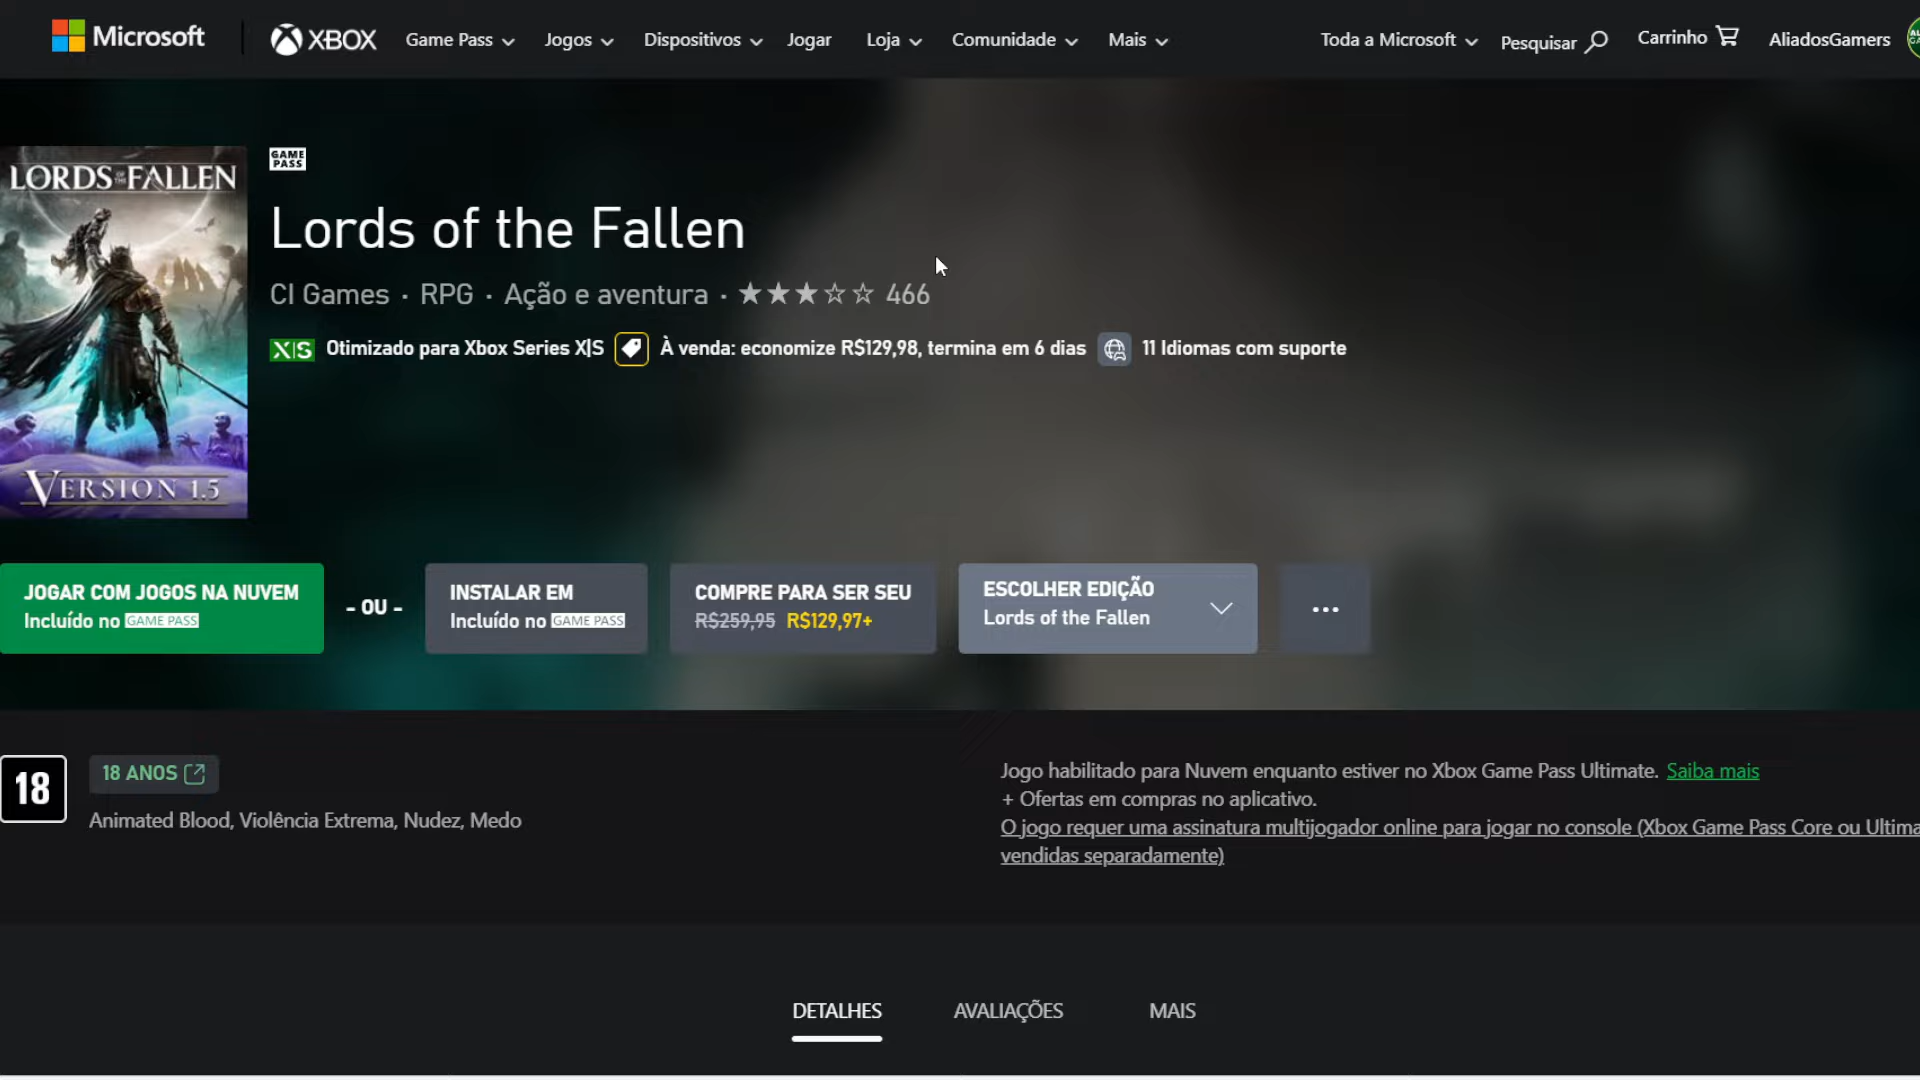 Microsoft
XBOX
Game Pass
Jogos
Dispositivos
Jogar
Loja
Comunidade
Mais
Toda a Microsoft
Pesquisar
Carrinho
AliadosGamers
LORDS OF THE FALLEN
VERSION 1.5
GAME PASS
Lords of the Fallen
CI Games · RPG · Ação e aventura · ★★★☆☆ 466
X|S Otimizado para Xbox Series X|S
À venda: economize R$129,98, termina em 6 dias
11 Idiomas com suporte
JOGAR COM JOGOS NA NUVEM
Incluído no GAME PASS
- OU -
INSTALAR EM
Incluído no GAME PASS
COMPRE PARA SER SEU
R$259,95 R$129,97+
ESCOLHER EDIÇÃO
Lords of the Fallen
18
18 ANOS
Animated Blood, Violência Extrema, Nudez, Medo
Jogo habilitado para Nuvem enquanto estiver no Xbox Game Pass Ultimate. Saiba mais
+ Ofertas em compras no aplicativo.
O jogo requer uma assinatura multijogador online para jogar no console (Xbox Game Pass Core ou Ultima
vendidas separadamente)
DETALHES
AVALIAÇÕES
MAIS